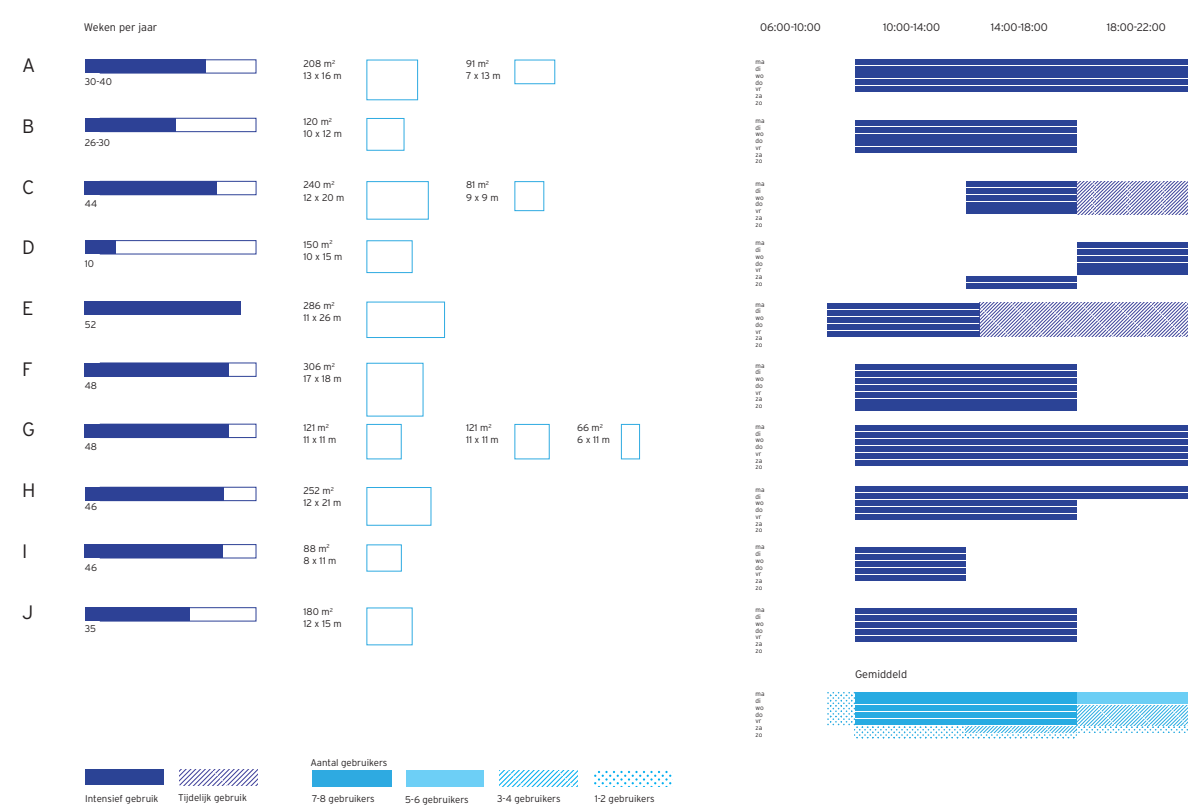 Weken per jaar
06:00-10:00 10:00-14:00 14:00-18:00 18:00-22:00
A
30-40
208 m²
13 x 16 m
91 m²
7 x 13 m
ma
di
wo
do
vr
za
zo
B
26-30
120 m²
10 x 12 m
ma
di
wo
do
vr
za
zo
C
44
240 m²
12 x 20 m
81 m²
9 x 9 m
ma
di
wo
do
vr
za
zo
D
10
150 m²
10 x 15 m
ma
di
wo
do
vr
za
zo
E
52
286 m²
11 x 26 m
ma
di
wo
do
vr
za
zo
F
48
306 m²
17 x 18 m
ma
di
wo
do
vr
za
zo
G
48
121 m²
11 x 11 m
121 m²
11 x 11 m
66 m²
6 x 11 m
ma
di
wo
do
vr
za
zo
H
46
252 m²
12 x 21 m
ma
di
wo
do
vr
za
zo
I
46
88 m²
8 x 11 m
ma
di
wo
do
vr
za
zo
J
35
180 m²
12 x 15 m
ma
di
wo
do
vr
za
zo
Gemiddeld
ma
di
wo
do
vr
za
zo
Intensief gebruik
Tijdelijk gebruik
Aantal gebruikers
7-8 gebruikers
5-6 gebruikers
3-4 gebruikers
1-2 gebruikers